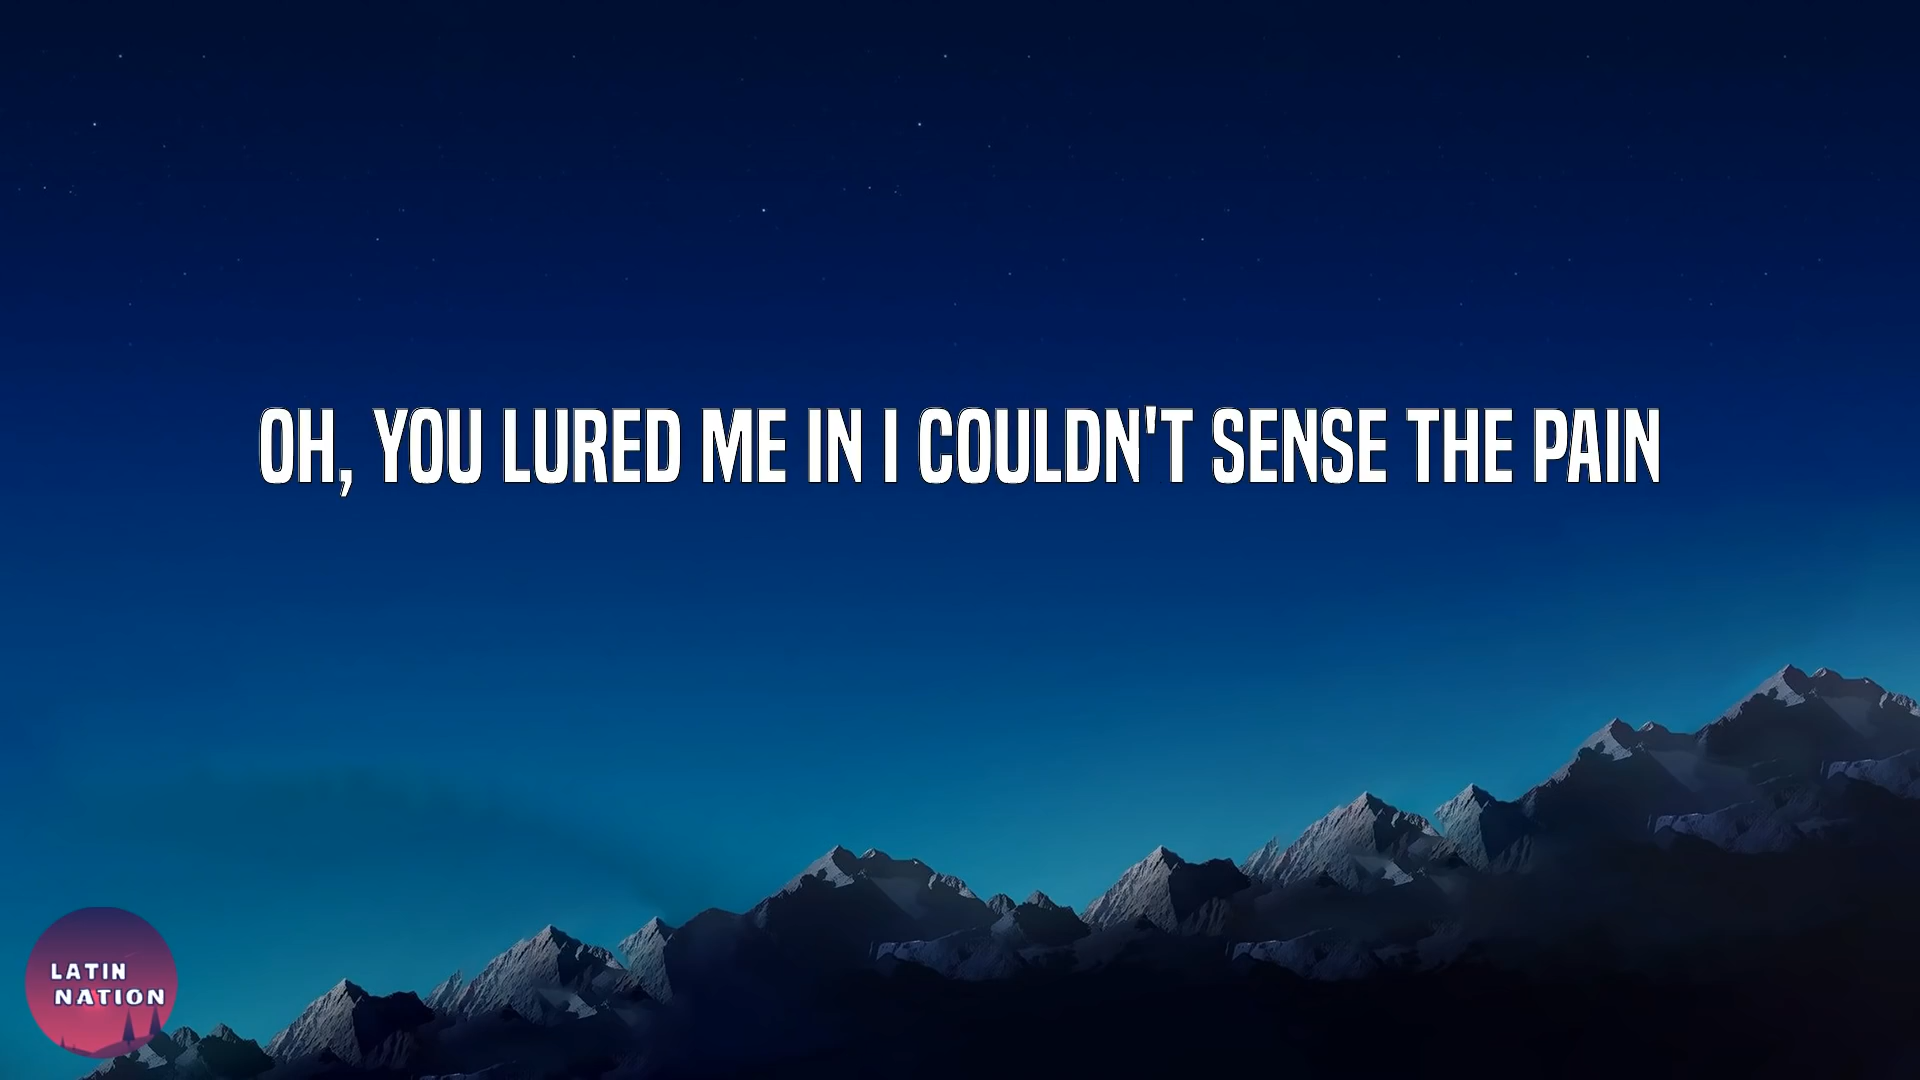 OH, YOU LURED ME IN I COULDN'T SENSE THE PAIN
LATIN
NATION